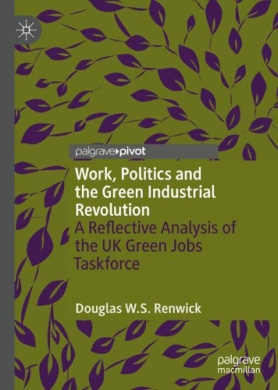 palgrave▸pivot
Work, Politics and
the Green Industrial
Revolution
A Reflective Analysis of
the UK Green Jobs
Taskforce
Douglas W.S. Renwick
palgrave
macmillan